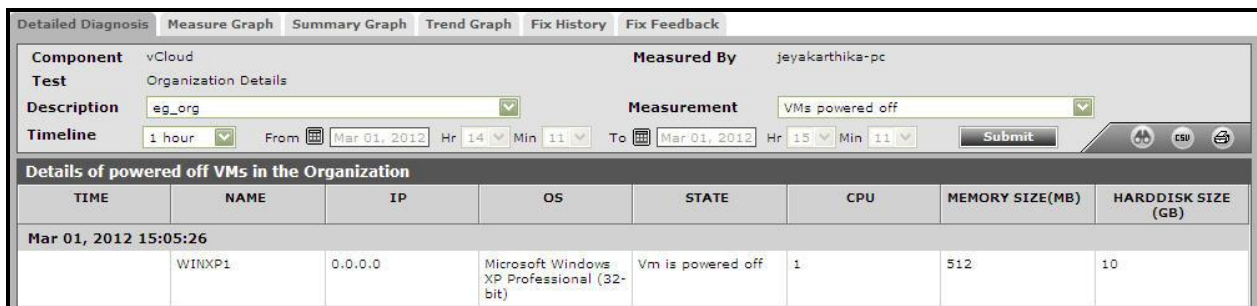 Detailed Diagnosis Measure Graph Summary Graph Trend Graph Fix History Fix Feedback
Component vCloud Measured By jeyakarthika-pc
Test Organization Details
Description eg_org Measurement VMs powered off
Timeline 1 hour From Mar 01, 2012 Hr 14 Min 11 To Mar 01, 2012 Hr 15 Min 11 Submit CSV
Details of powered off VMs in the Organization
TIME NAME IP OS STATE CPU MEMORY SIZE(MB) HARDDISK SIZE
(GB)
Mar 01, 2012 15:05:26
WINXP1 0.0.0.0 Microsoft Windows Vm is powered off 1 512 10
XP Professional (32-
bit)